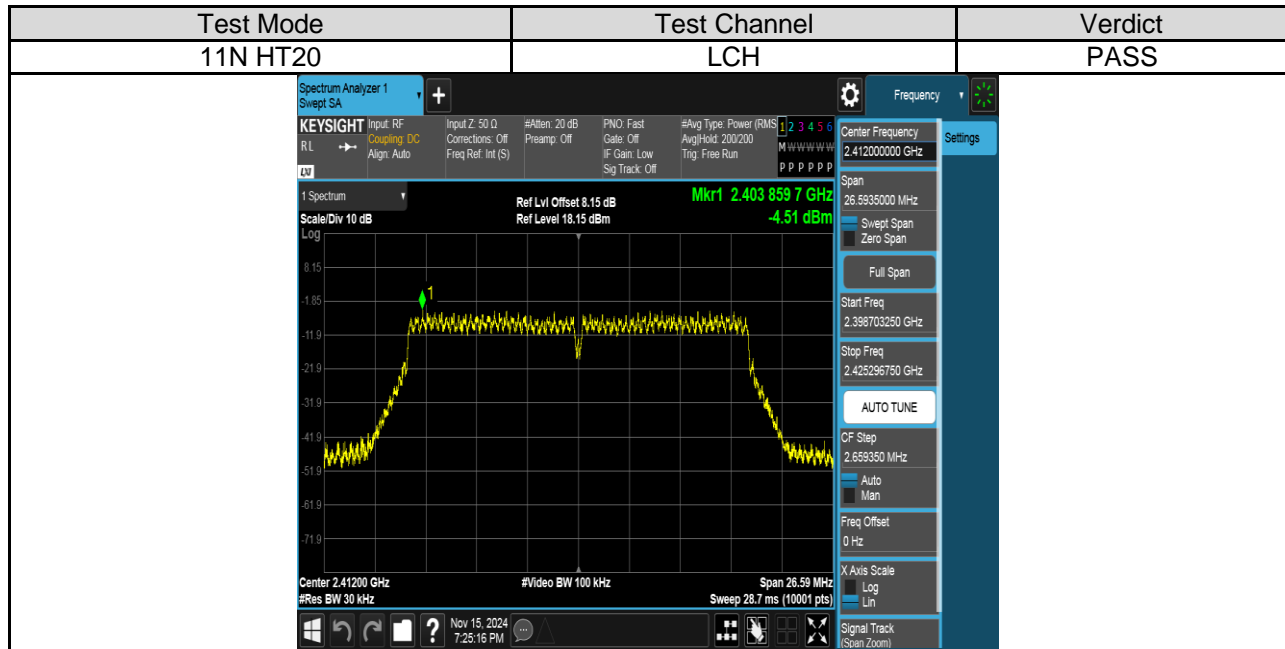 Test Mode Test Channel Verdict
11N HT20 LCH PASS
Spectrum Analyzer 1
Swept SA
+
Frequency
KEYSIGHT
RL
LXI
Input: RF
Coupling: DC
Align: Auto
Input Z: 50 Ω
Corrections: Off
Freq Ref: Int (S)
#Atten: 20 dB
Preamp: Off
PNO: Fast
Gate: Off
IF Gain: Low
Sig Track: Off
#Avg Type: Power (RMS
Avg|Hold: 200/200
Trig: Free Run
1 2 3 4 5 6
M W W W W W
P P P P P P
1 Spectrum
Scale/Div 10 dB
Log
Ref Lvl Offset 8.15 dB
Ref Level 18.15 dBm
Mkr1 2.403 859 7 GHz
-4.51 dBm
8.15
-1.85
-11.9
-21.9
-31.9
-41.9
-51.9
-61.9
-71.9
1
Center 2.41200 GHz
#Res BW 30 kHz
#Video BW 100 kHz
Span 26.59 MHz
Sweep 28.7 ms (10001 pts)
Center Frequency
2.412000000 GHz
Settings
Span
26.5935000 MHz
Swept Span
Zero Span
Full Span
Start Freq
2.398703250 GHz
Stop Freq
2.425296750 GHz
AUTO TUNE
CF Step
2.659350 MHz
Auto
Man
Freq Offset
0 Hz
X Axis Scale
Log
Lin
Signal Track
(Span Zoom)
?
Nov 15, 2024
7:25:16 PM